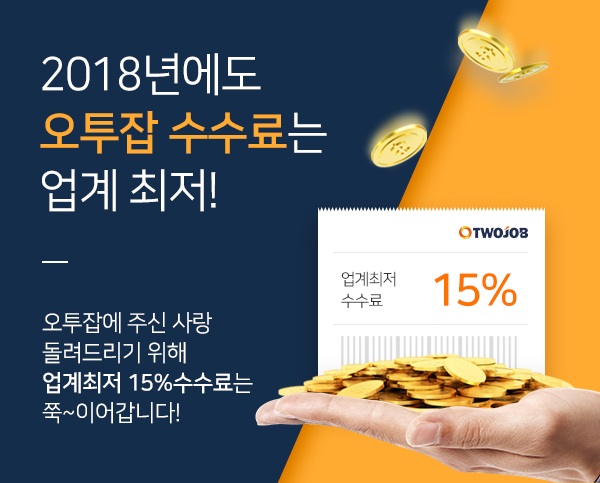 2018년에도
오투잡 수수료는
업계 최저!
오투잡에 주신 사랑
돌려드리기 위해
업계최저 15%수수료는
쭉~이어갑니다!
OTWOJOB
업계최저
수수료
15%